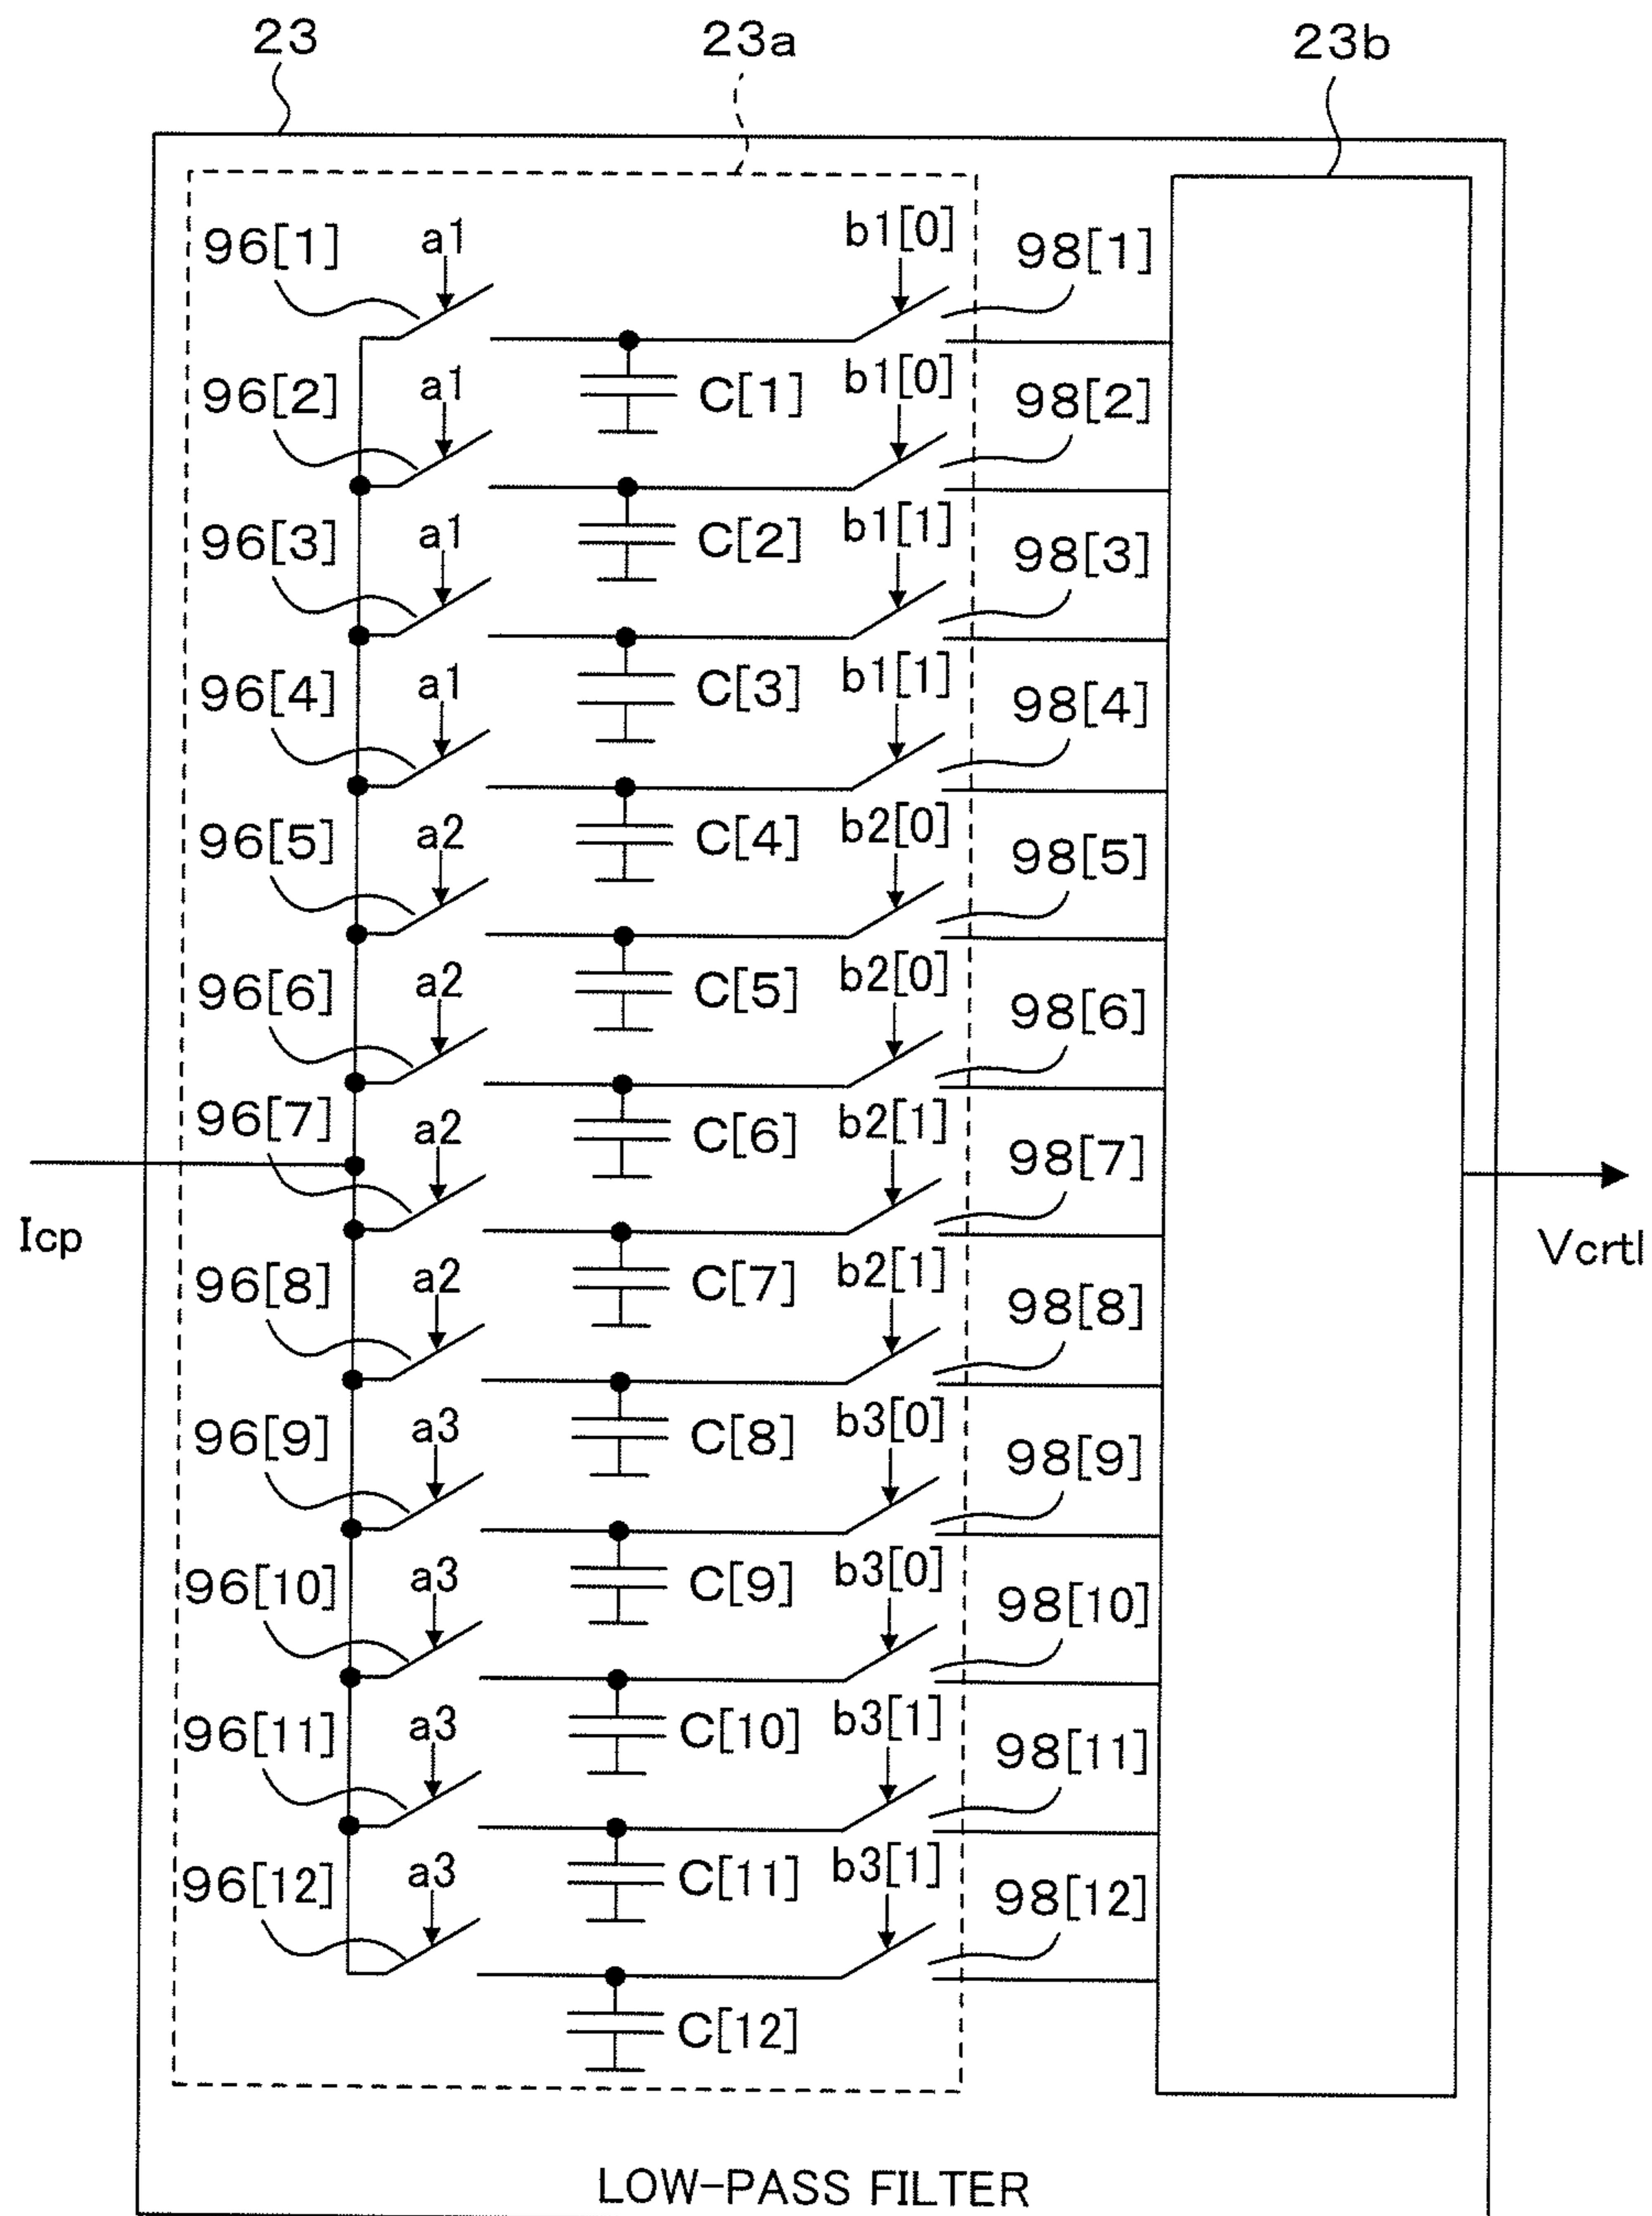 23 23a 23b
96[1] a1 b1[0] 98[1]
C[1]
96[2] a1 b1[0] 98[2]
C[2]
96[3] a1 b1[1] 98[3]
C[3]
96[4] a1 b1[1] 98[4]
C[4]
96[5] a2 b2[0] 98[5]
C[5]
96[6] a2 b2[0] 98[6]
C[6]
96[7] a2 b2[1] 98[7]
Icp Vcrtl
C[7]
96[8] a2 b2[1] 98[8]
C[8]
96[9] a3 b3[0] 98[9]
C[9]
96[10] a3 b3[0] 98[10]
C[10]
96[11] a3 b3[1] 98[11]
C[11]
96[12] a3 b3[1] 98[12]
C[12]
LOW-PASS FILTER